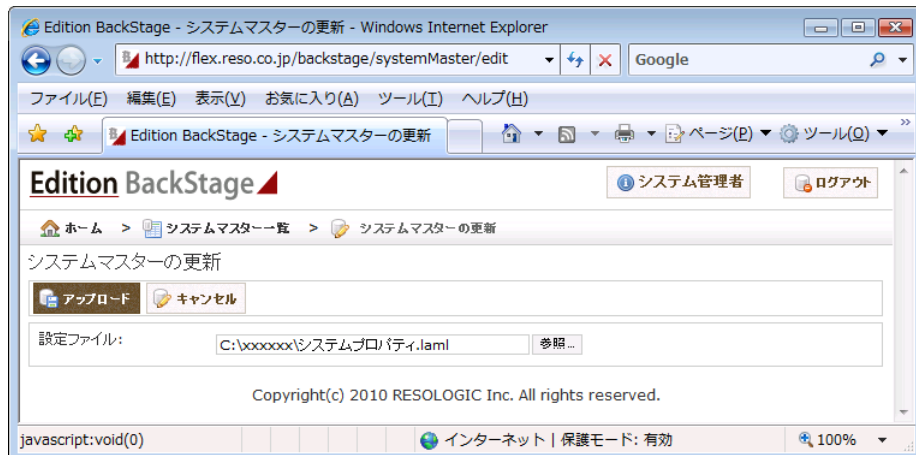 Edition BackStage - システムマスターの更新 - Windows Internet Explorer
http://flex.reso.co.jp/backstage/systemMaster/edit Google
ファイル(F) 編集(E) 表示(V) お気に入り(A) ツール(T) ヘルプ(H)
Edition BackStage - システムマスターの更新 ページ(P) ツール(O) »
Edition BackStage システム管理者 ログアウト
ホーム > システムマスター一覧 > システムマスターの更新
システムマスターの更新
アップロード キャンセル
設定ファイル: C:\xxxxxx\システムプロパティ.laml 参照...
Copyright(c) 2010 RESOLOGIC Inc. All rights reserved.
javascript:void(0) インターネット | 保護モード: 有効 100%